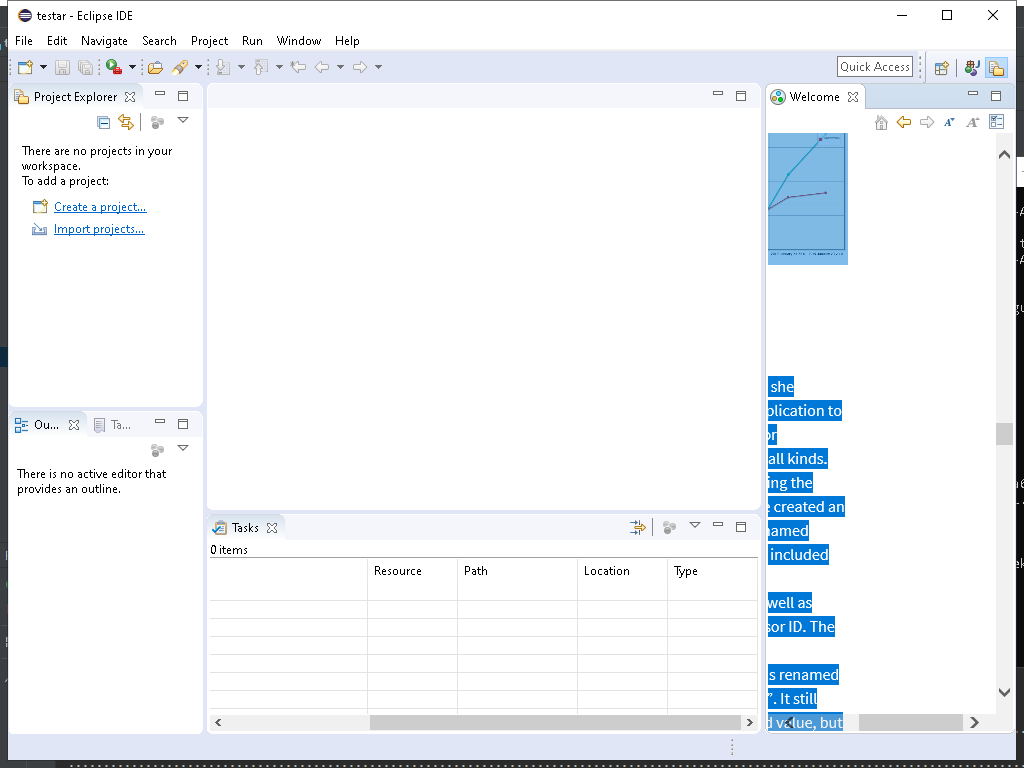 testar - Eclipse IDE
File Edit Navigate Search Project Run Window Help
Quick Access
Project Explorer
There are no projects in your
workspace.
To add a project:
Create a project...
Import projects...
Ou...
Ta...
There is no active editor that
provides an outline.
Tasks
0 items
Resource Path Location Type
Welcome
she
plication to
or
all kinds.
ing the
created an
named
included
well as
sor ID. The
s renamed
". It still
d value, but